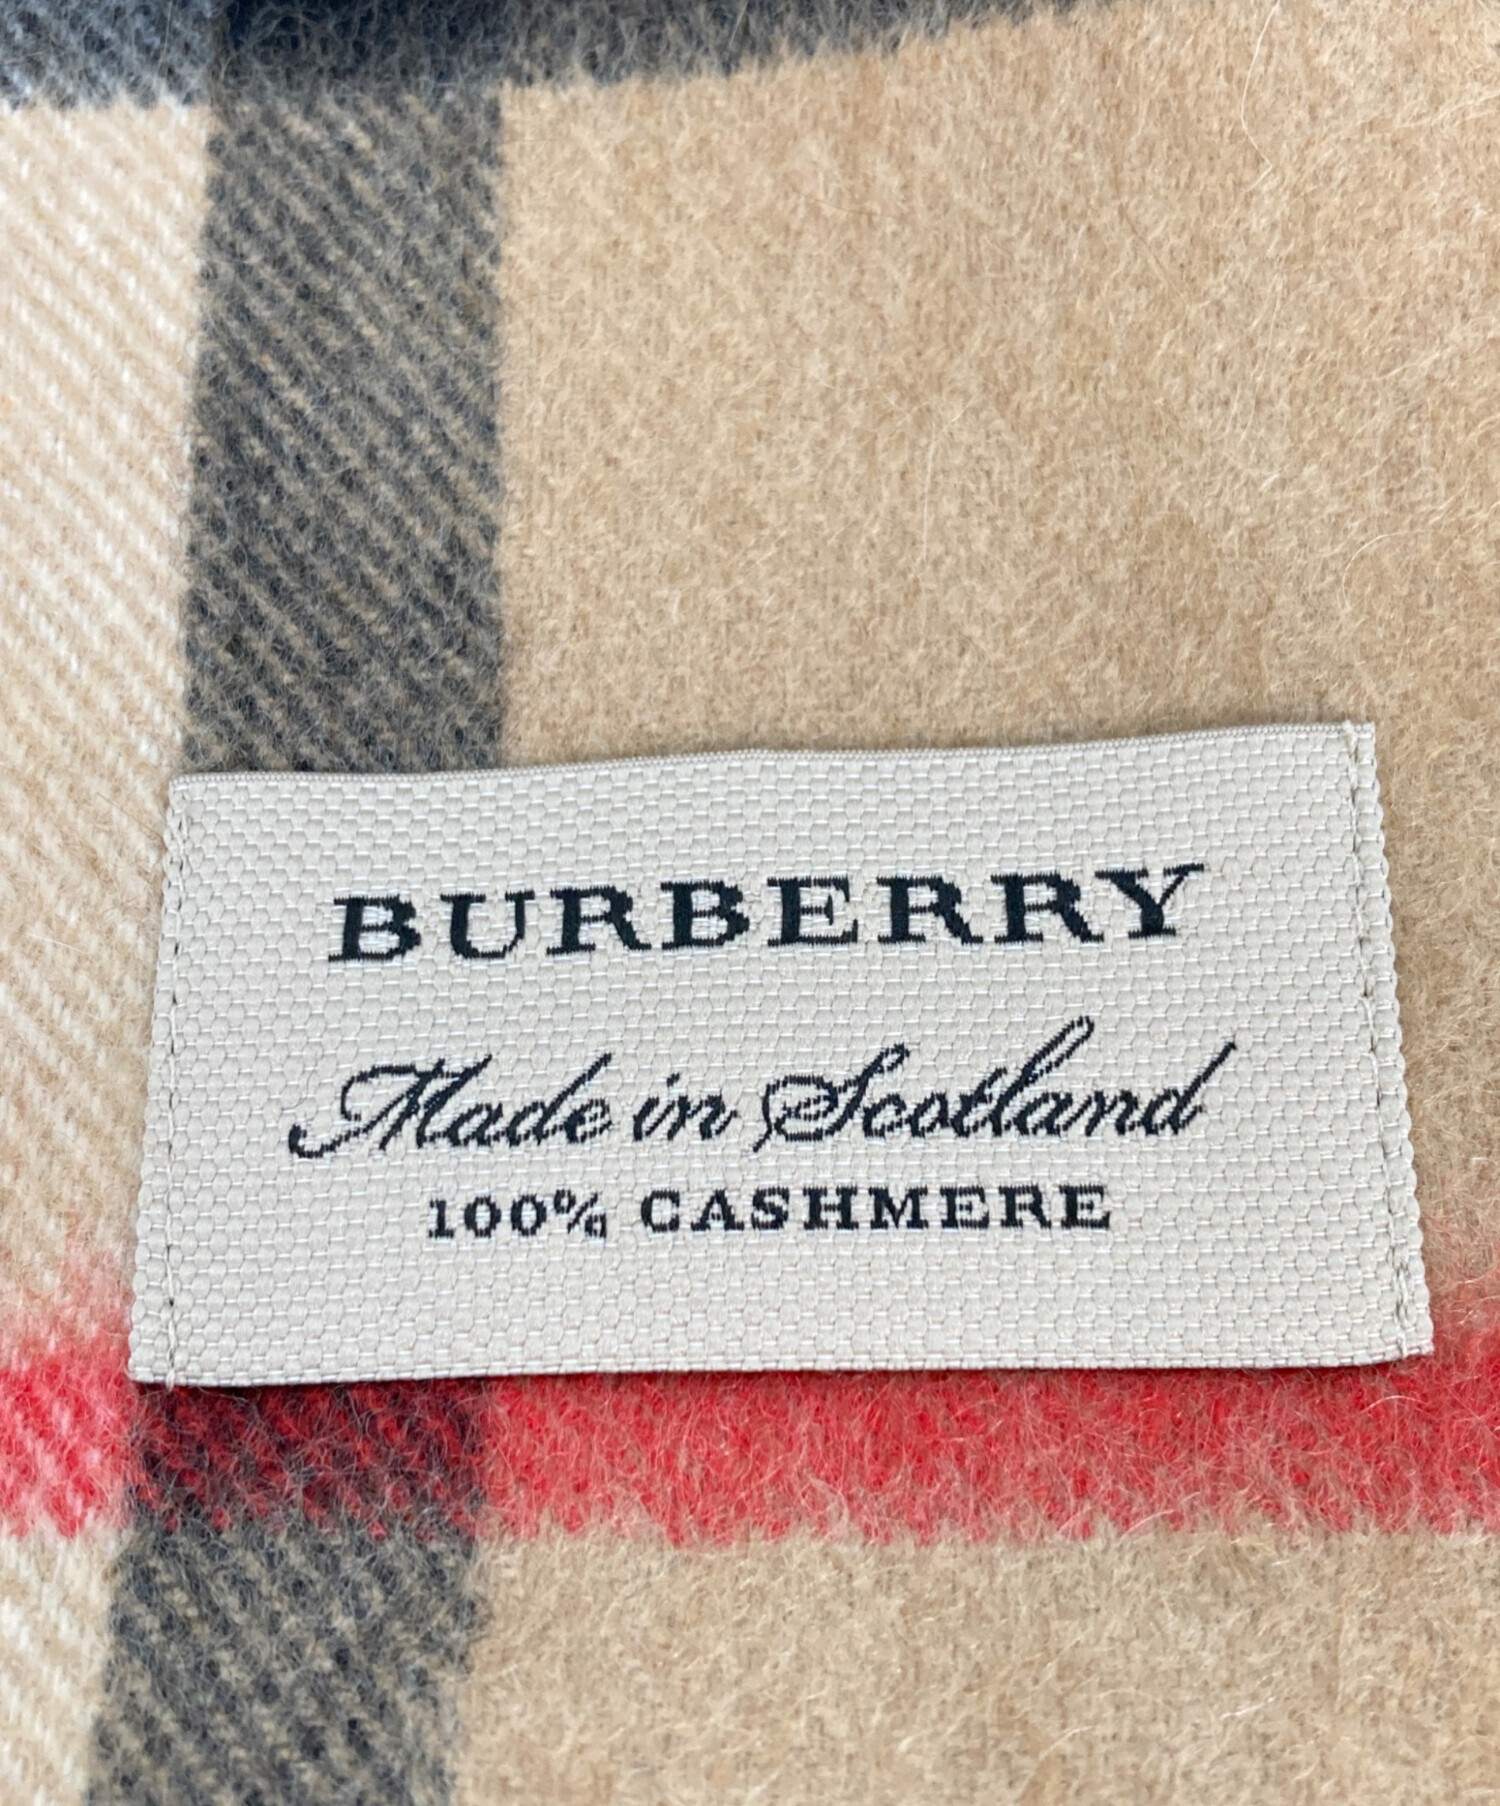 BURBERRY
Made in Scotland
100% CASHMERE